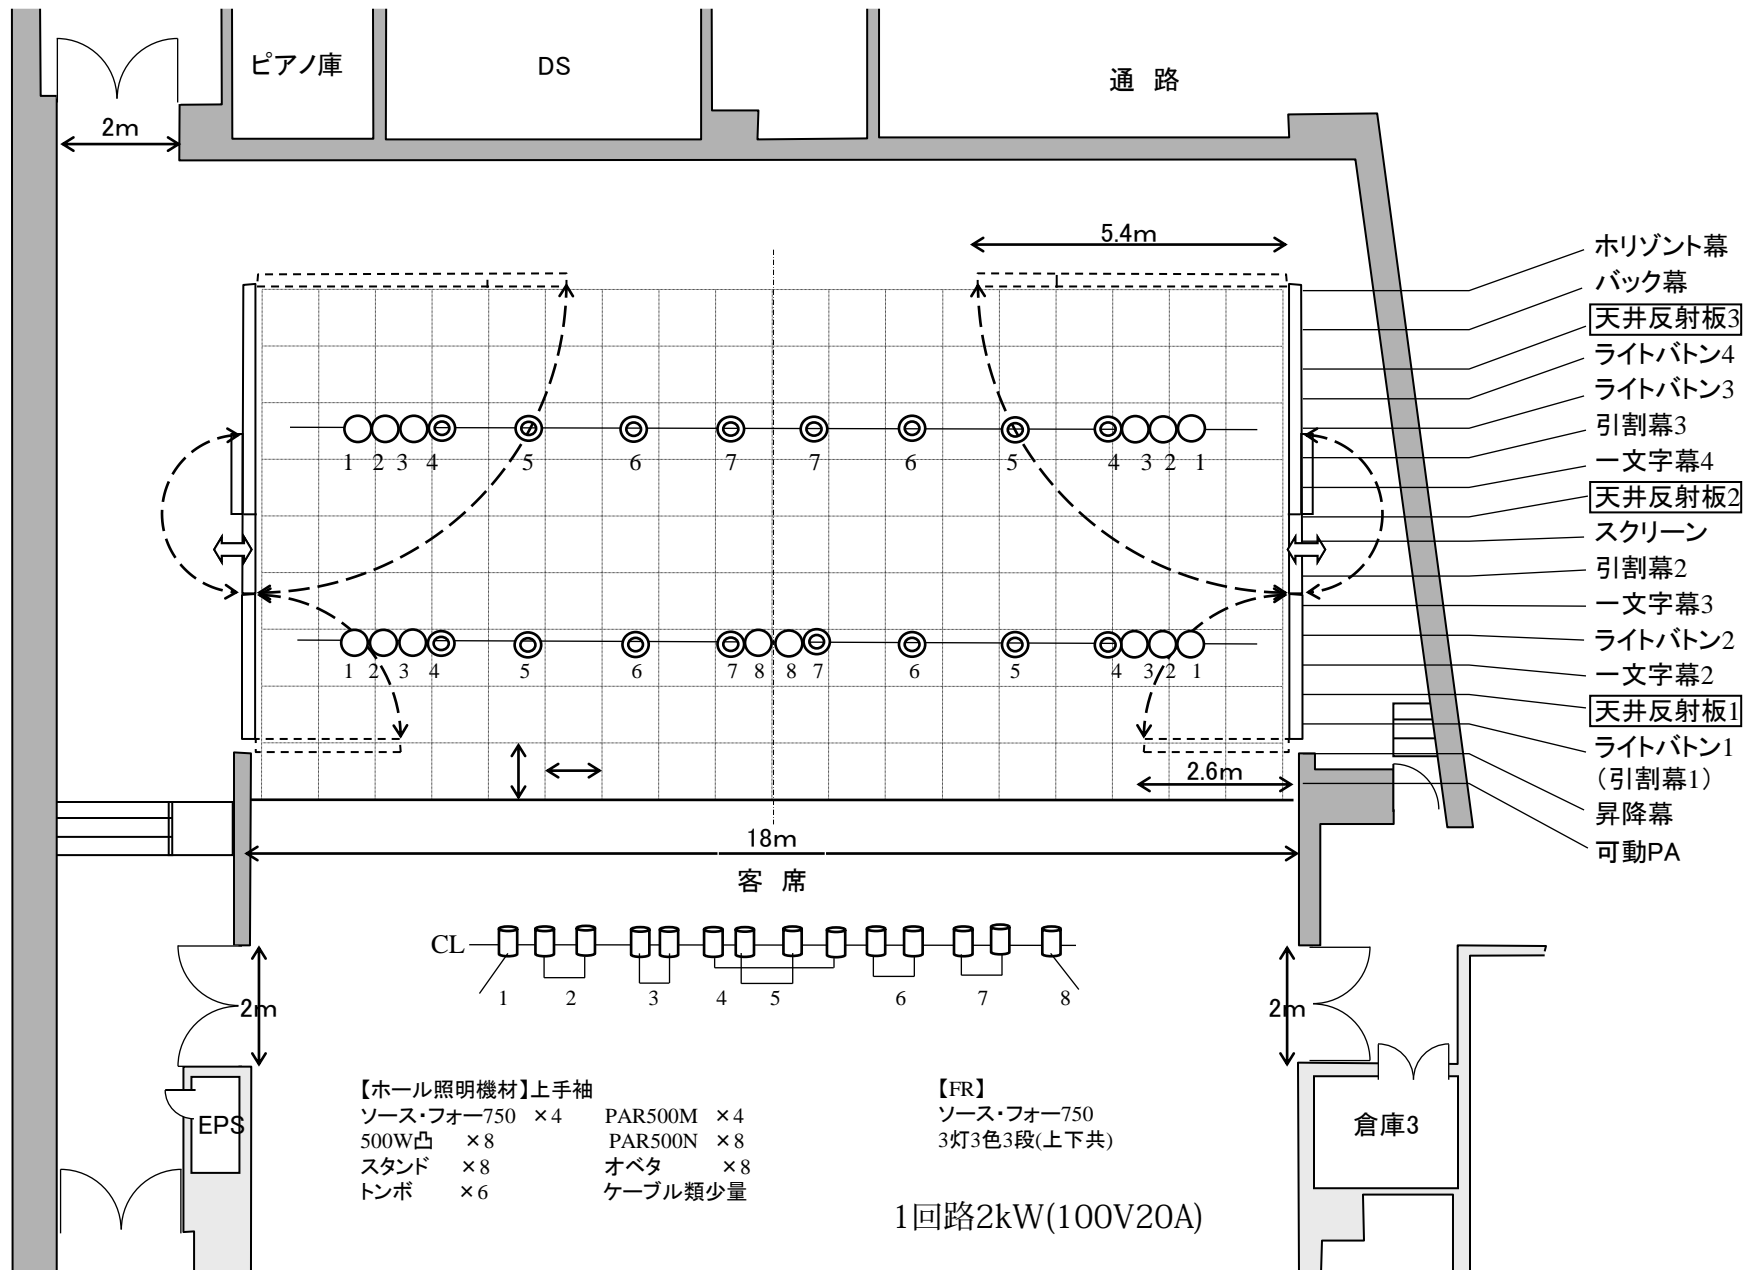 ピアノ庫
DS
通 路
2m
5.4m
ホリゾント幕
バック幕
天井反射板3
ライトバトン4
ライトバトン3
引割幕3
一文字幕4
天井反射板2
スクリーン
引割幕2
一文字幕3
ライトバトン2
一文字幕2
天井反射板1
ライトバトン1
(引割幕1)
昇降幕
可動PA
1 2 3 4 5 6 7 7 6 5 4 3 2 1
1 2 3 4 5 6 7 8 8 7 6 5 4 3 2 1
2.6m
18m
客 席
CL
1 2 3 4 5 6 7 8
2m
2m
EPS
倉庫3
【ホール照明機材】上手袖
ソース・フォー750 ×4 PAR500M ×4
500W凸 ×8 PAR500N ×8
スタンド ×8 オベタ ×8
トンボ ×6 ケーブル類少量
【FR】
ソース・フォー750
3灯3色3段(上下共)
1回路2kW(100V20A)